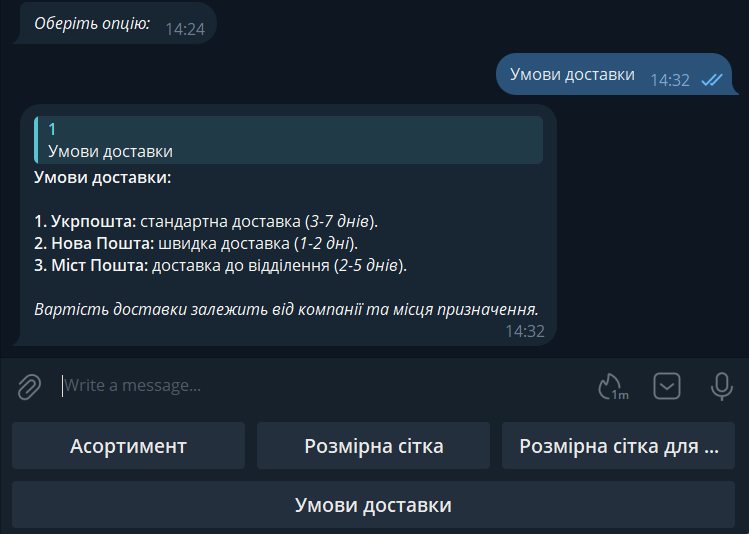 Оберіть опцію: 14:24
Умови доставки 14:32
1
Умови доставки
Умови доставки:
1. Укрпошта: стандартна доставка (3-7 днів).
2. Нова Пошта: швидка доставка (1-2 дні).
3. Міст Пошта: доставка до відділення (2-5 днів).
Вартість доставки залежить від компанії та місця призначення.
14:32
Write a message...
1m
Асортимент Розмірна сітка Розмірна сітка для ...
Умови доставки